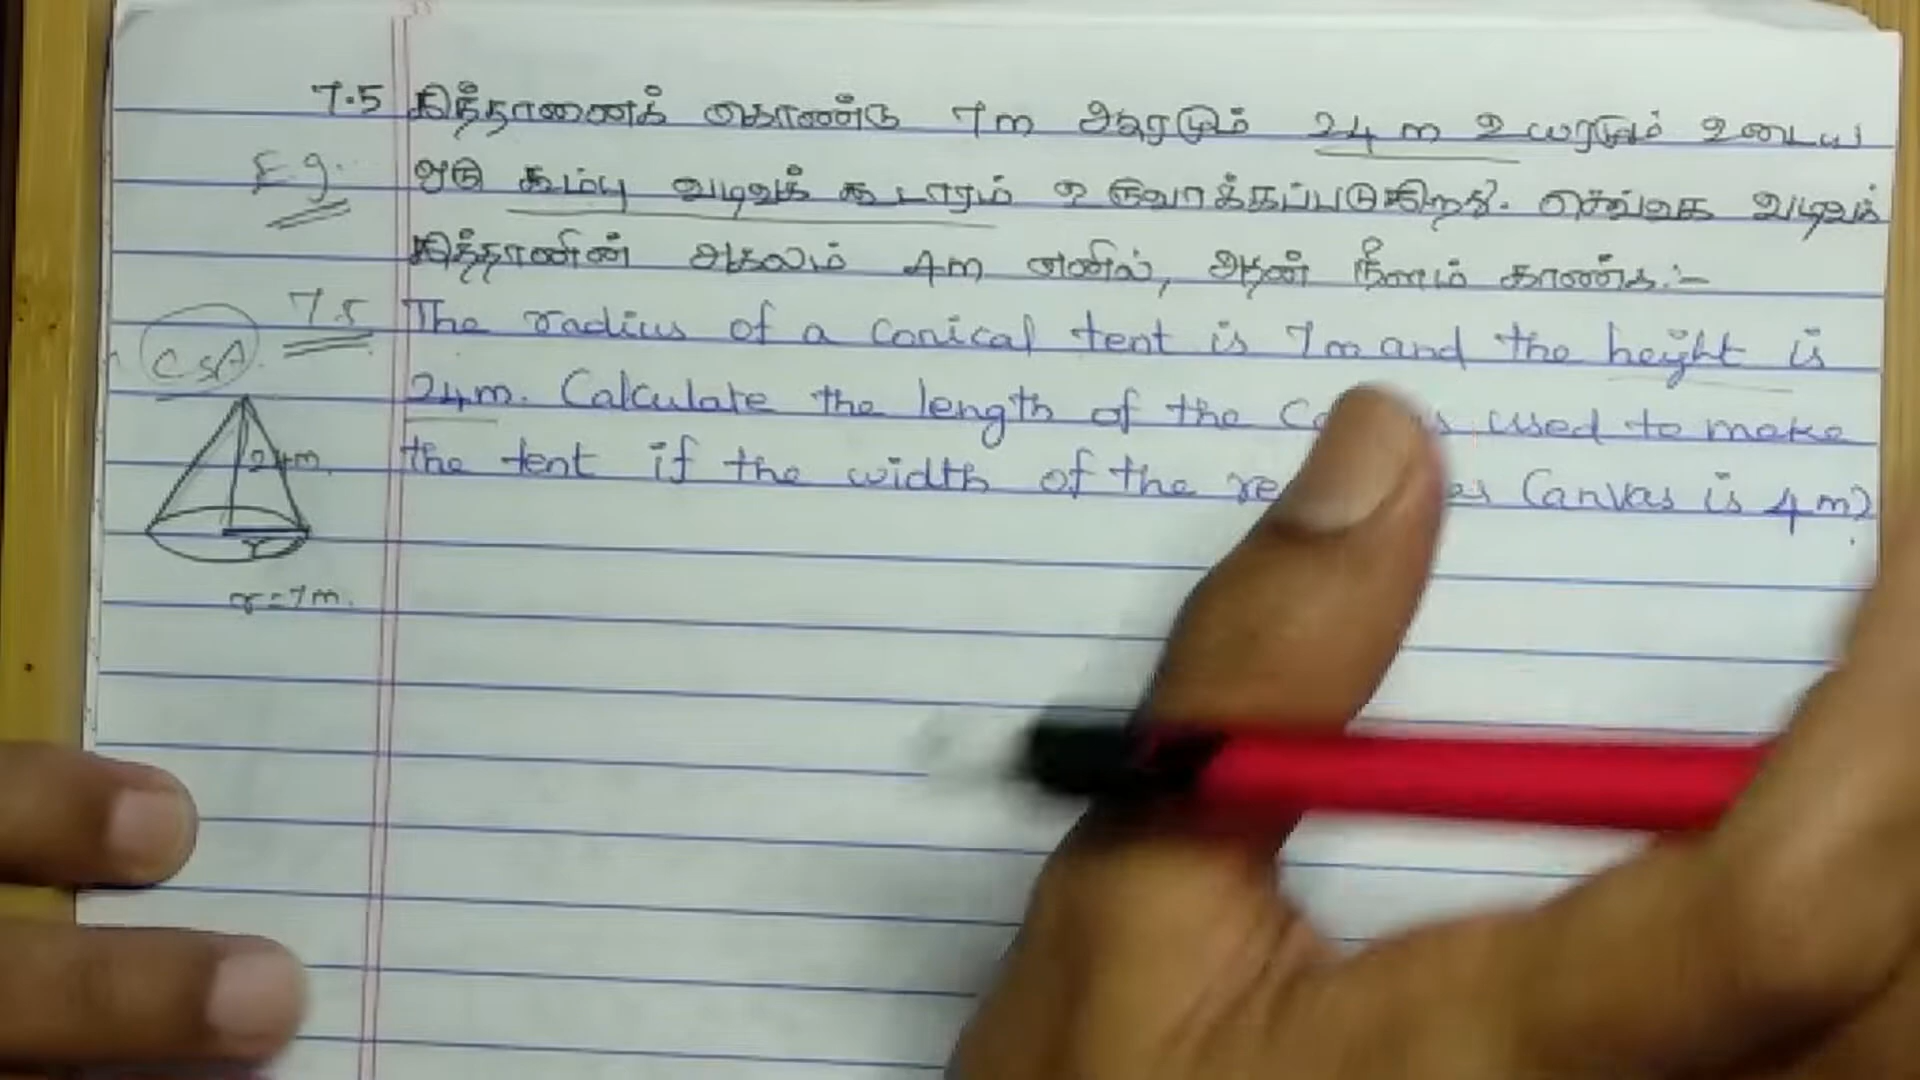 7.5 கித்தானைக் கொண்டு 7m ஆரமும் 24 m உயரமும் உடைய
Eg. ஒரு கூம்பு வடிவக் கூடாரம் உருவாக்கப்படுகிறது. செவ்வக வடிவக்
கித்தானின் அகலம் 4m எனில், அதன் நீளம் காண்க:-
7.5 The radius of a conical tent is 7m and the height is
CSA
24m. Calculate the length of the used to make
24m
the tent if the width of the Canvas is 4m?
r
r=7m.